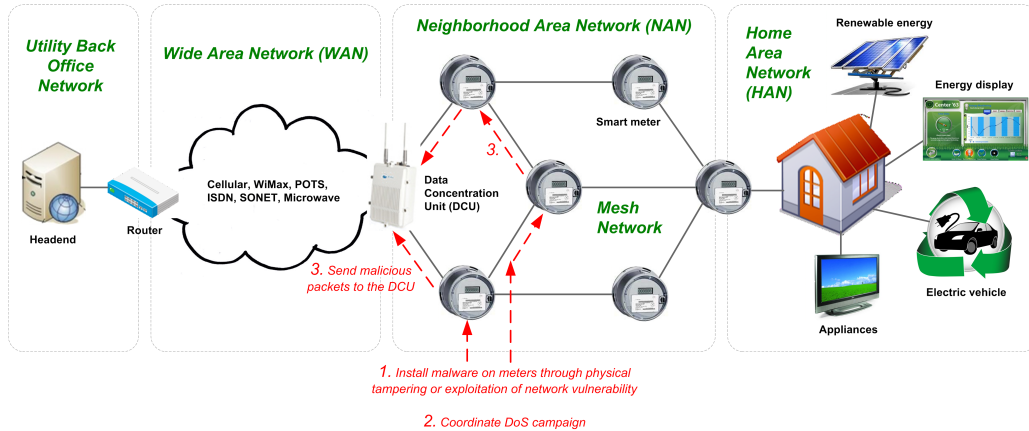 Utility Back
Office
Network
Wide Area Network (WAN)
Neighborhood Area Network (NAN)
Home
Area
Network
(HAN)
Renewable energy
Energy display
Smart meter
Cellular, WiMax, POTS,
ISDN, SONET, Microwave
Data
Concentration
Unit (DCU)
3.
Mesh
Network
Headend
Router
3. Send malicious
packets to the DCU
Electric vehicle
Appliances
1. Install malware on meters through physical
tampering or exploitation of network vulnerability
2. Coordinate DoS campaign